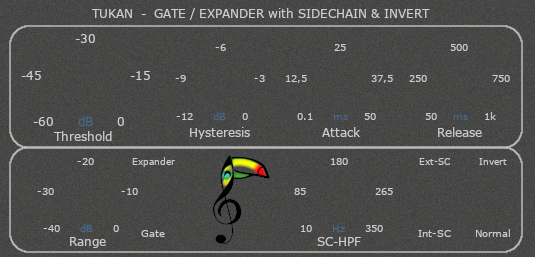 TUKAN - GATE / EXPANDER with SIDECHAIN & INVERT
-30
-6 25 500
-45 -15 -9 -3 12,5 37,5 250 750
-60 dB 0 -12 dB 0 0.1 ms 50 50 ms 1k
Threshold Hysteresis Attack Release
-20 Expander 180 Ext-SC Invert
-30 -10 85 265
-40 dB 0 Gate 10 Hz 350 Int-SC Normal
Range SC-HPF